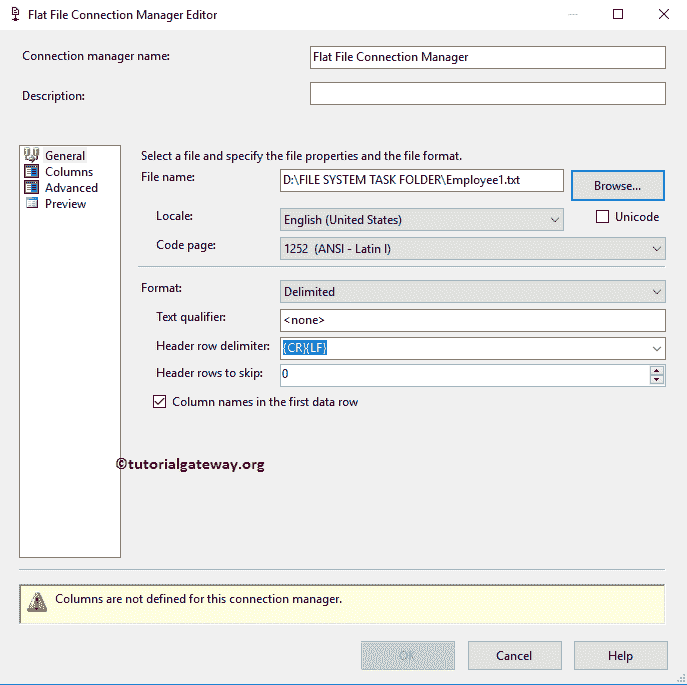 Flat File Connection Manager Editor
Connection manager name: Flat File Connection Manager
Description:
General
Columns
Advanced
Preview
Select a file and specify the file properties and the file format.
File name: D:\FILE SYSTEM TASK FOLDER\Employee1.txt Browse...
Locale: English (United States) Unicode
Code page: 1252 (ANSI - Latin I)
Format: Delimited
Text qualifier: <none>
Header row delimiter: {CR}{LF}
Header rows to skip: 0
Column names in the first data row
©tutorialgateway.org
Columns are not defined for this connection manager.
OK Cancel Help